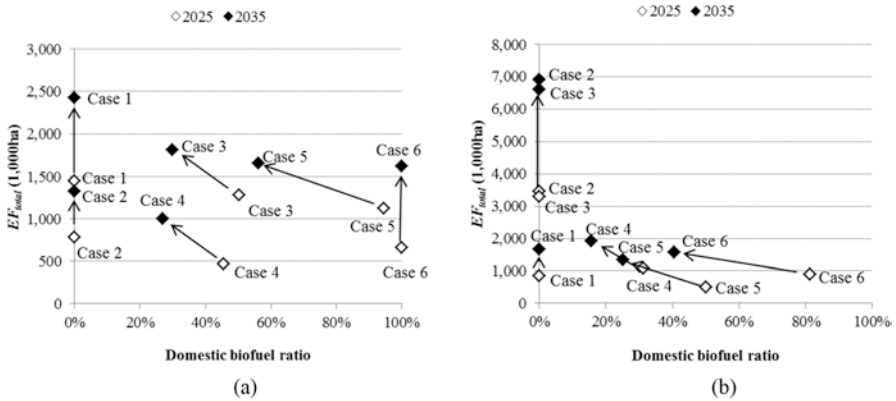 ◇2025 ◆2035
EF_total (1,000ha)
3,000
2,500
2,000
1,500
1,000
500
0
Case 1
Case 3
Case 5
Case 6
Case 1
Case 2
Case 4
Case 3
Case 5
Case 2
Case 4
Case 6
0% 20% 40% 60% 80% 100%
Domestic biofuel ratio
(a)
◇2025 ◆2035
EF_total (1,000ha)
8,000
7,000
6,000
5,000
4,000
3,000
2,000
1,000
0
Case 2
Case 3
Case 2
Case 3
Case 1
Case 4
Case 5
Case 6
Case 1
Case 4
Case 5
Case 6
0% 20% 40% 60% 80% 100%
Domestic biofuel ratio
(b)